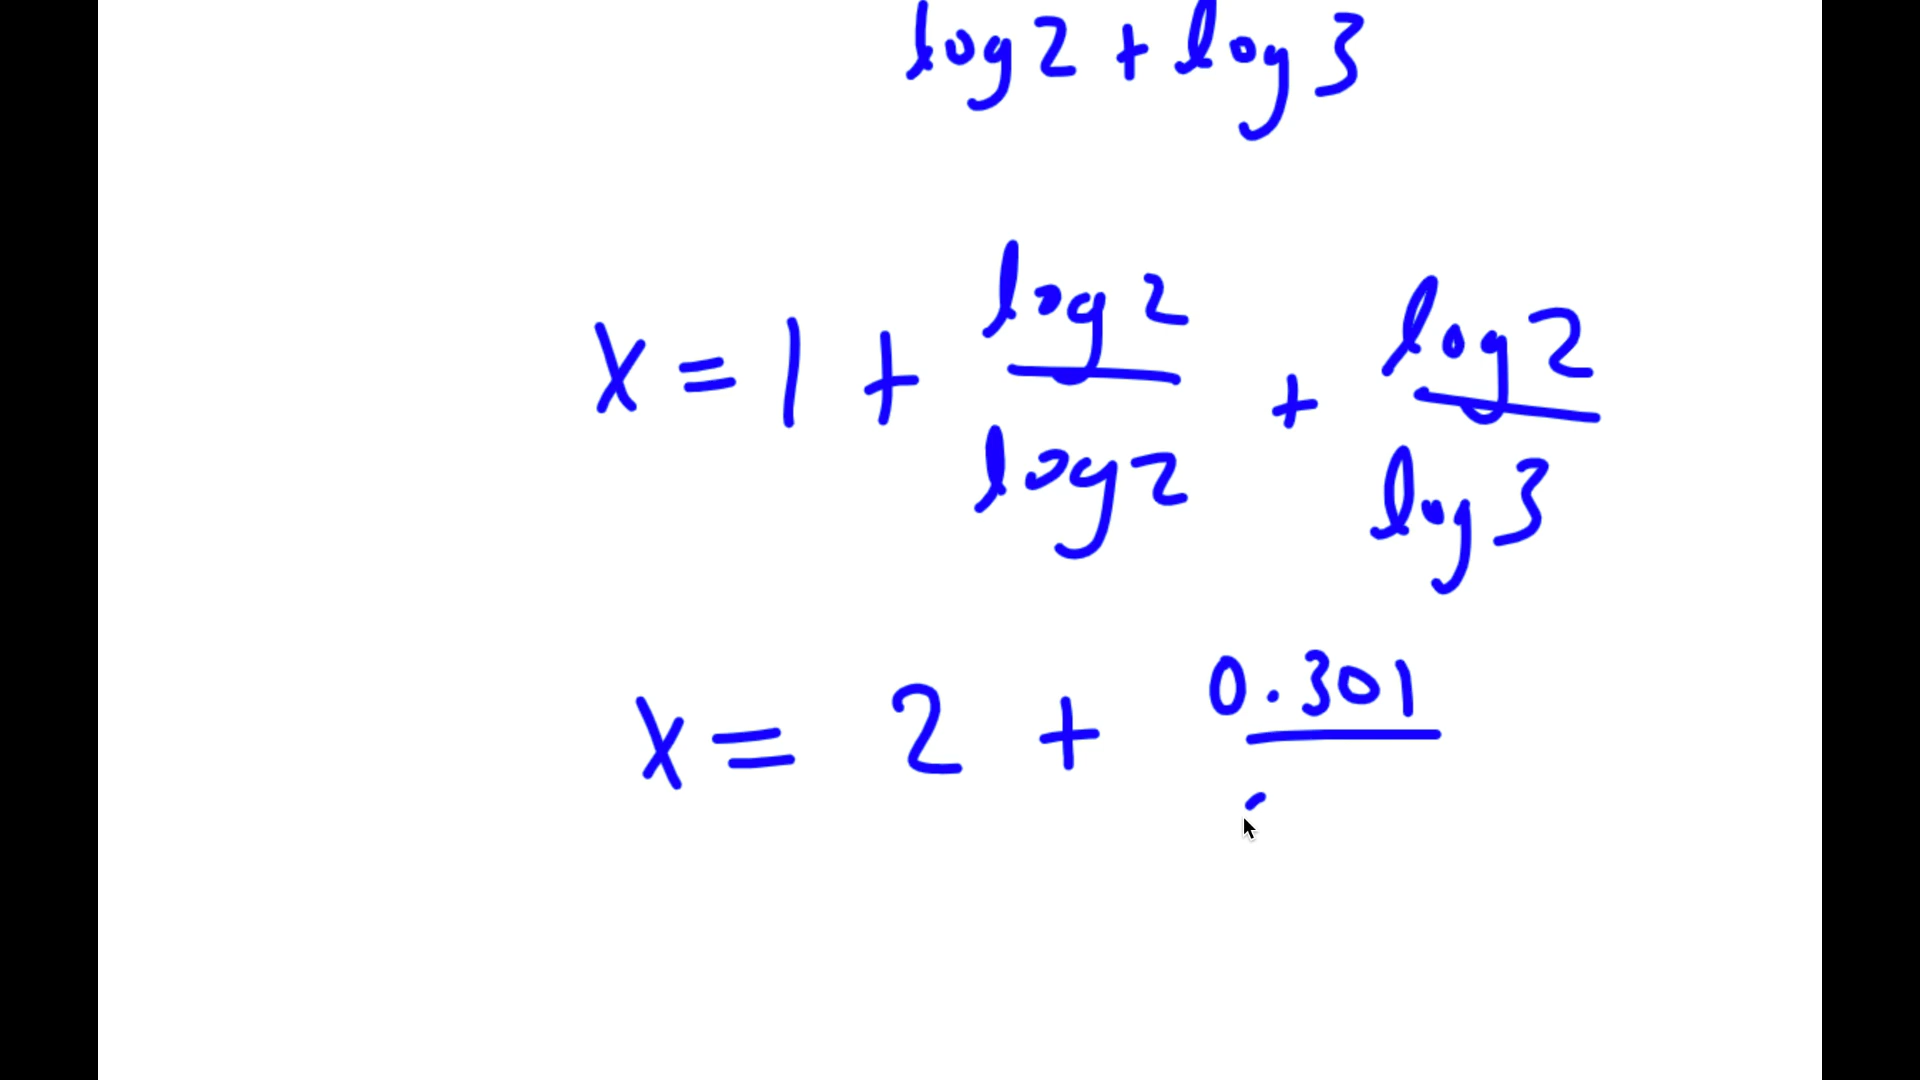 log 2 + log 3
x = 1 + log 2 / log 2 + log 2 / log 3
x = 2 + 0.301 /